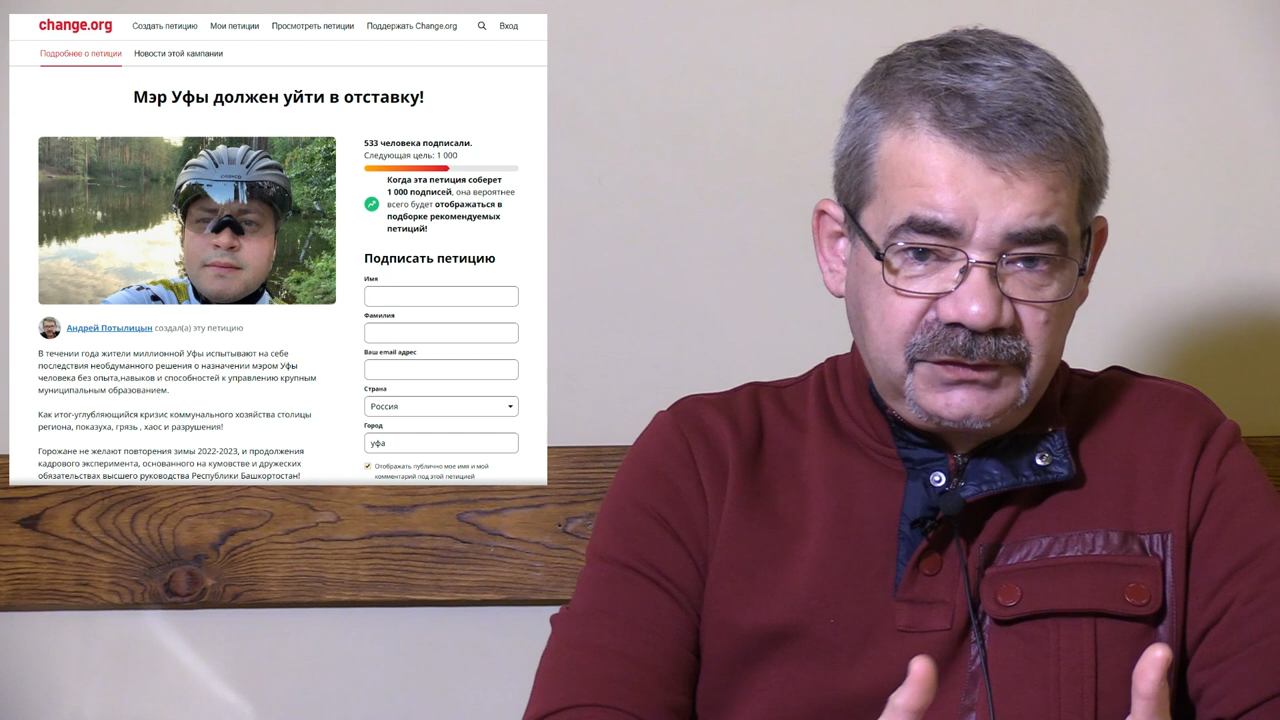 change.org
Создать петицию Мои петиции Просмотреть петиции Поддержать Change.org Вход
Подробнее о петиции Новости этой кампании
Мэр Уфы должен уйти в отставку!
533 человека подписали.
Следующая цель: 1 000
Когда эта петиция соберет
1 000 подписей, она вероятнее
всего будет отображаться в
подборке рекомендуемых
петиций!
Подписать петицию
Имя
Фамилия
Ваш email адрес
Страна
Россия
Город
уфа
Отображать публично мое имя и мой
комментарий под этой петицией
Андрей Потылицын создал(а) эту петицию
В течении года жители миллионной Уфы испытывают на себе
последствия необдуманного решения о назначении мэром Уфы
человека без опыта,навыков и способностей к управлению крупным
муниципальным образованием.
Как итог-углубляющийся кризис коммунального хозяйства столицы
региона, показуха, грязь , хаос и разрушения!
Горожане не желают повторения зимы 2022-2023, и продолжения
кадрового эксперимента, основанного на кумовстве и дружеских
обязательствах высшего руководства Республики Башкортостан!